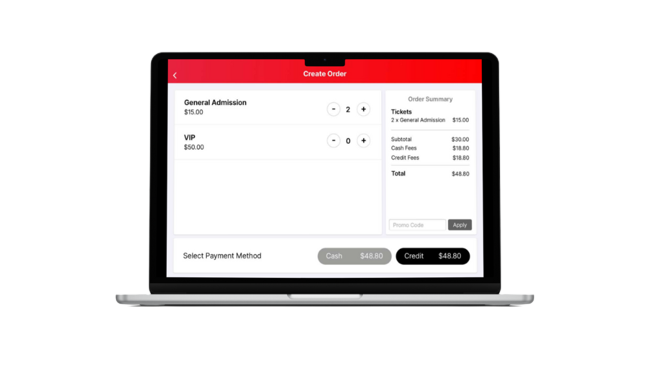 Create Order
General Admission
$15.00
- 2 +
VIP
$50.00
- 0 +
Order Summary
Tickets
2 x General Admission $15.00
Subtotal $30.00
Cash Fees $18.80
Credit Fees $18.80
Total $48.80
Promo Code Apply
Select Payment Method Cash $48.80 Credit $48.80